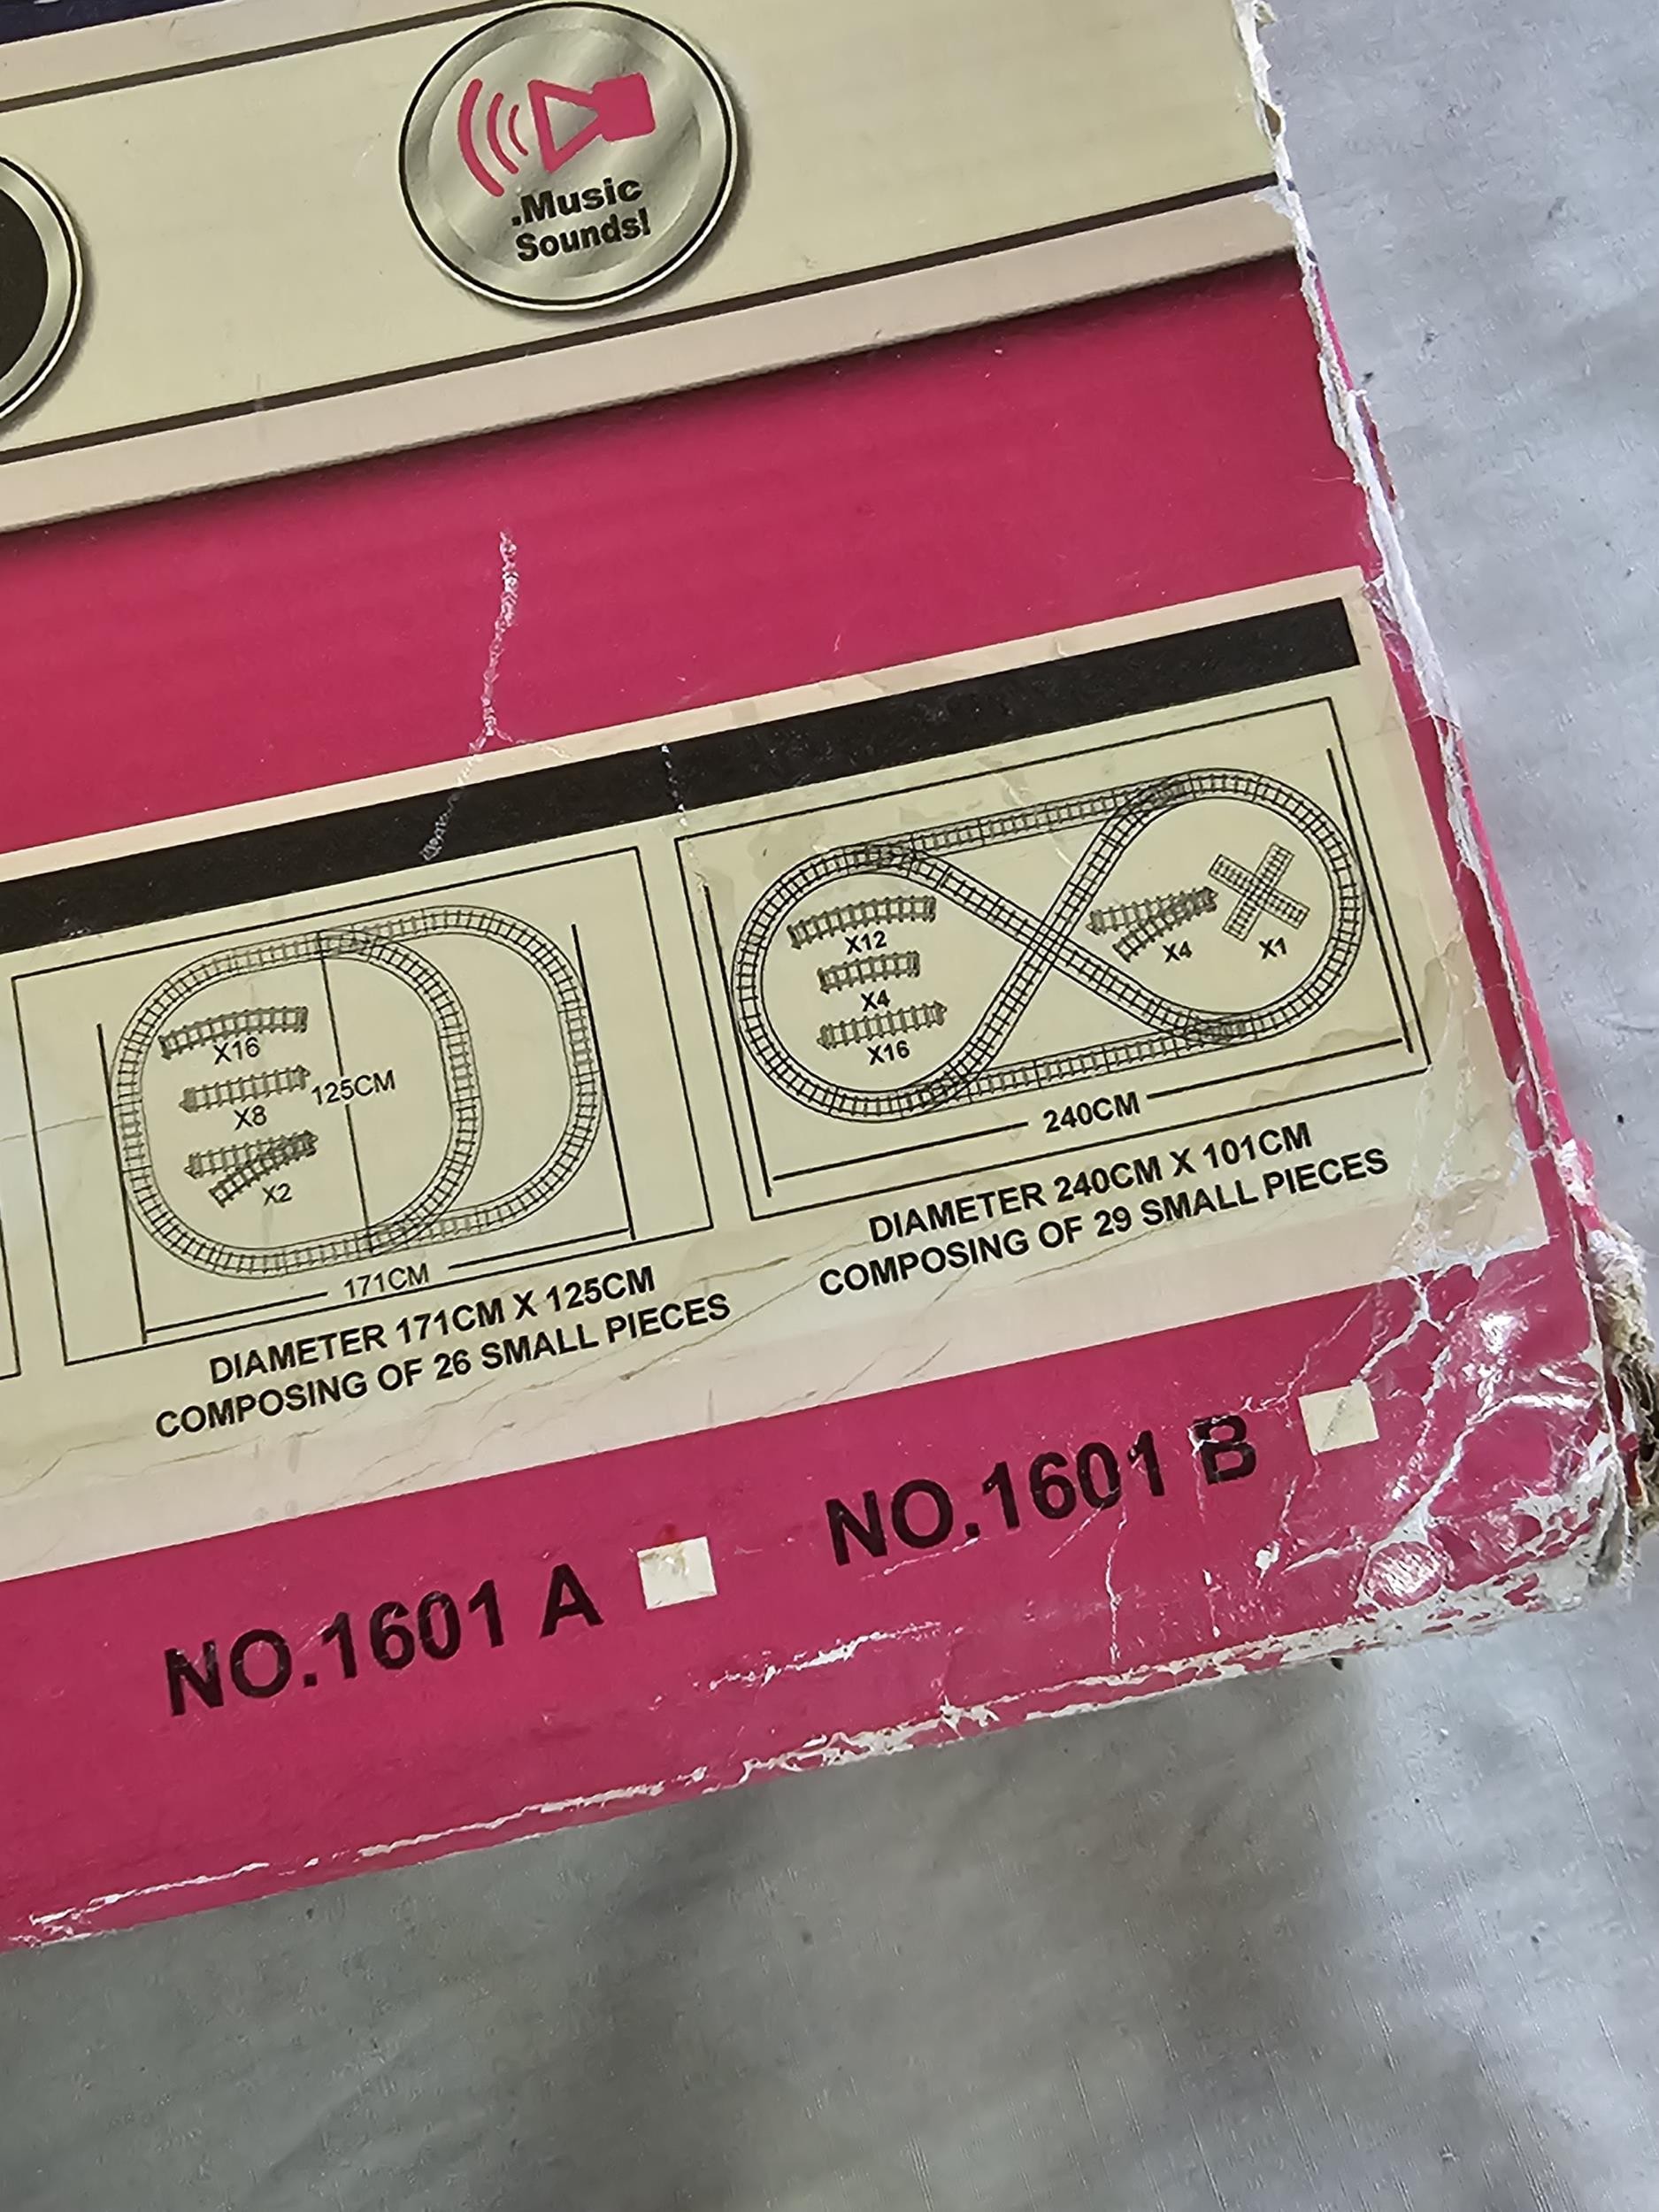 .Music
Sounds!
X16
X8
X2
125CM
171CM
DIAMETER 171CM X 125CM
COMPOSING OF 26 SMALL PIECES
X12
X4
X16
X4
X1
240CM
DIAMETER 240CM X 101CM
COMPOSING OF 29 SMALL PIECES
NO.1601 A
NO.1601 B